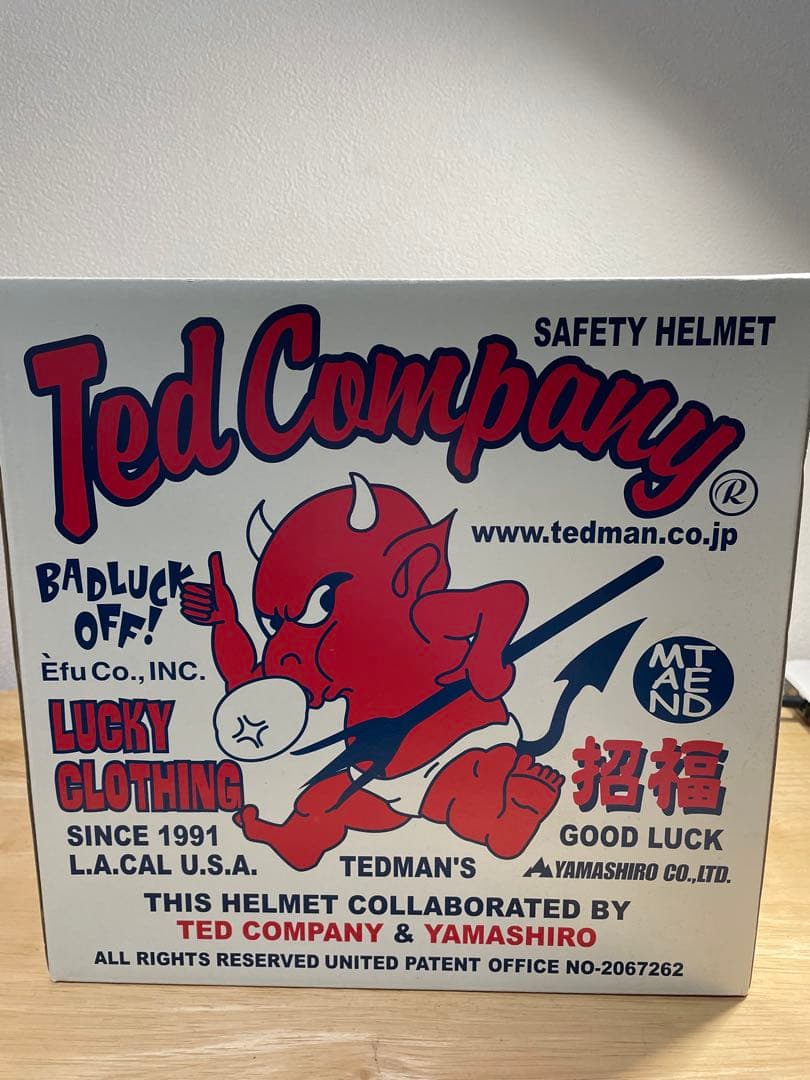 SAFETY HELMET
Ted Company
®
www.tedman.co.jp
BADLUCK
OFF!
Èfu Co., INC.
LUCKY
CLOTHING
SINCE 1991
L.A.CAL U.S.A.
MT
AE
ND
招福
GOOD LUCK
YAMASHIRO CO.,LTD.
TEDMAN'S
THIS HELMET COLLABORATED BY
TED COMPANY & YAMASHIRO
ALL RIGHTS RESERVED UNITED PATENT OFFICE NO-2067262